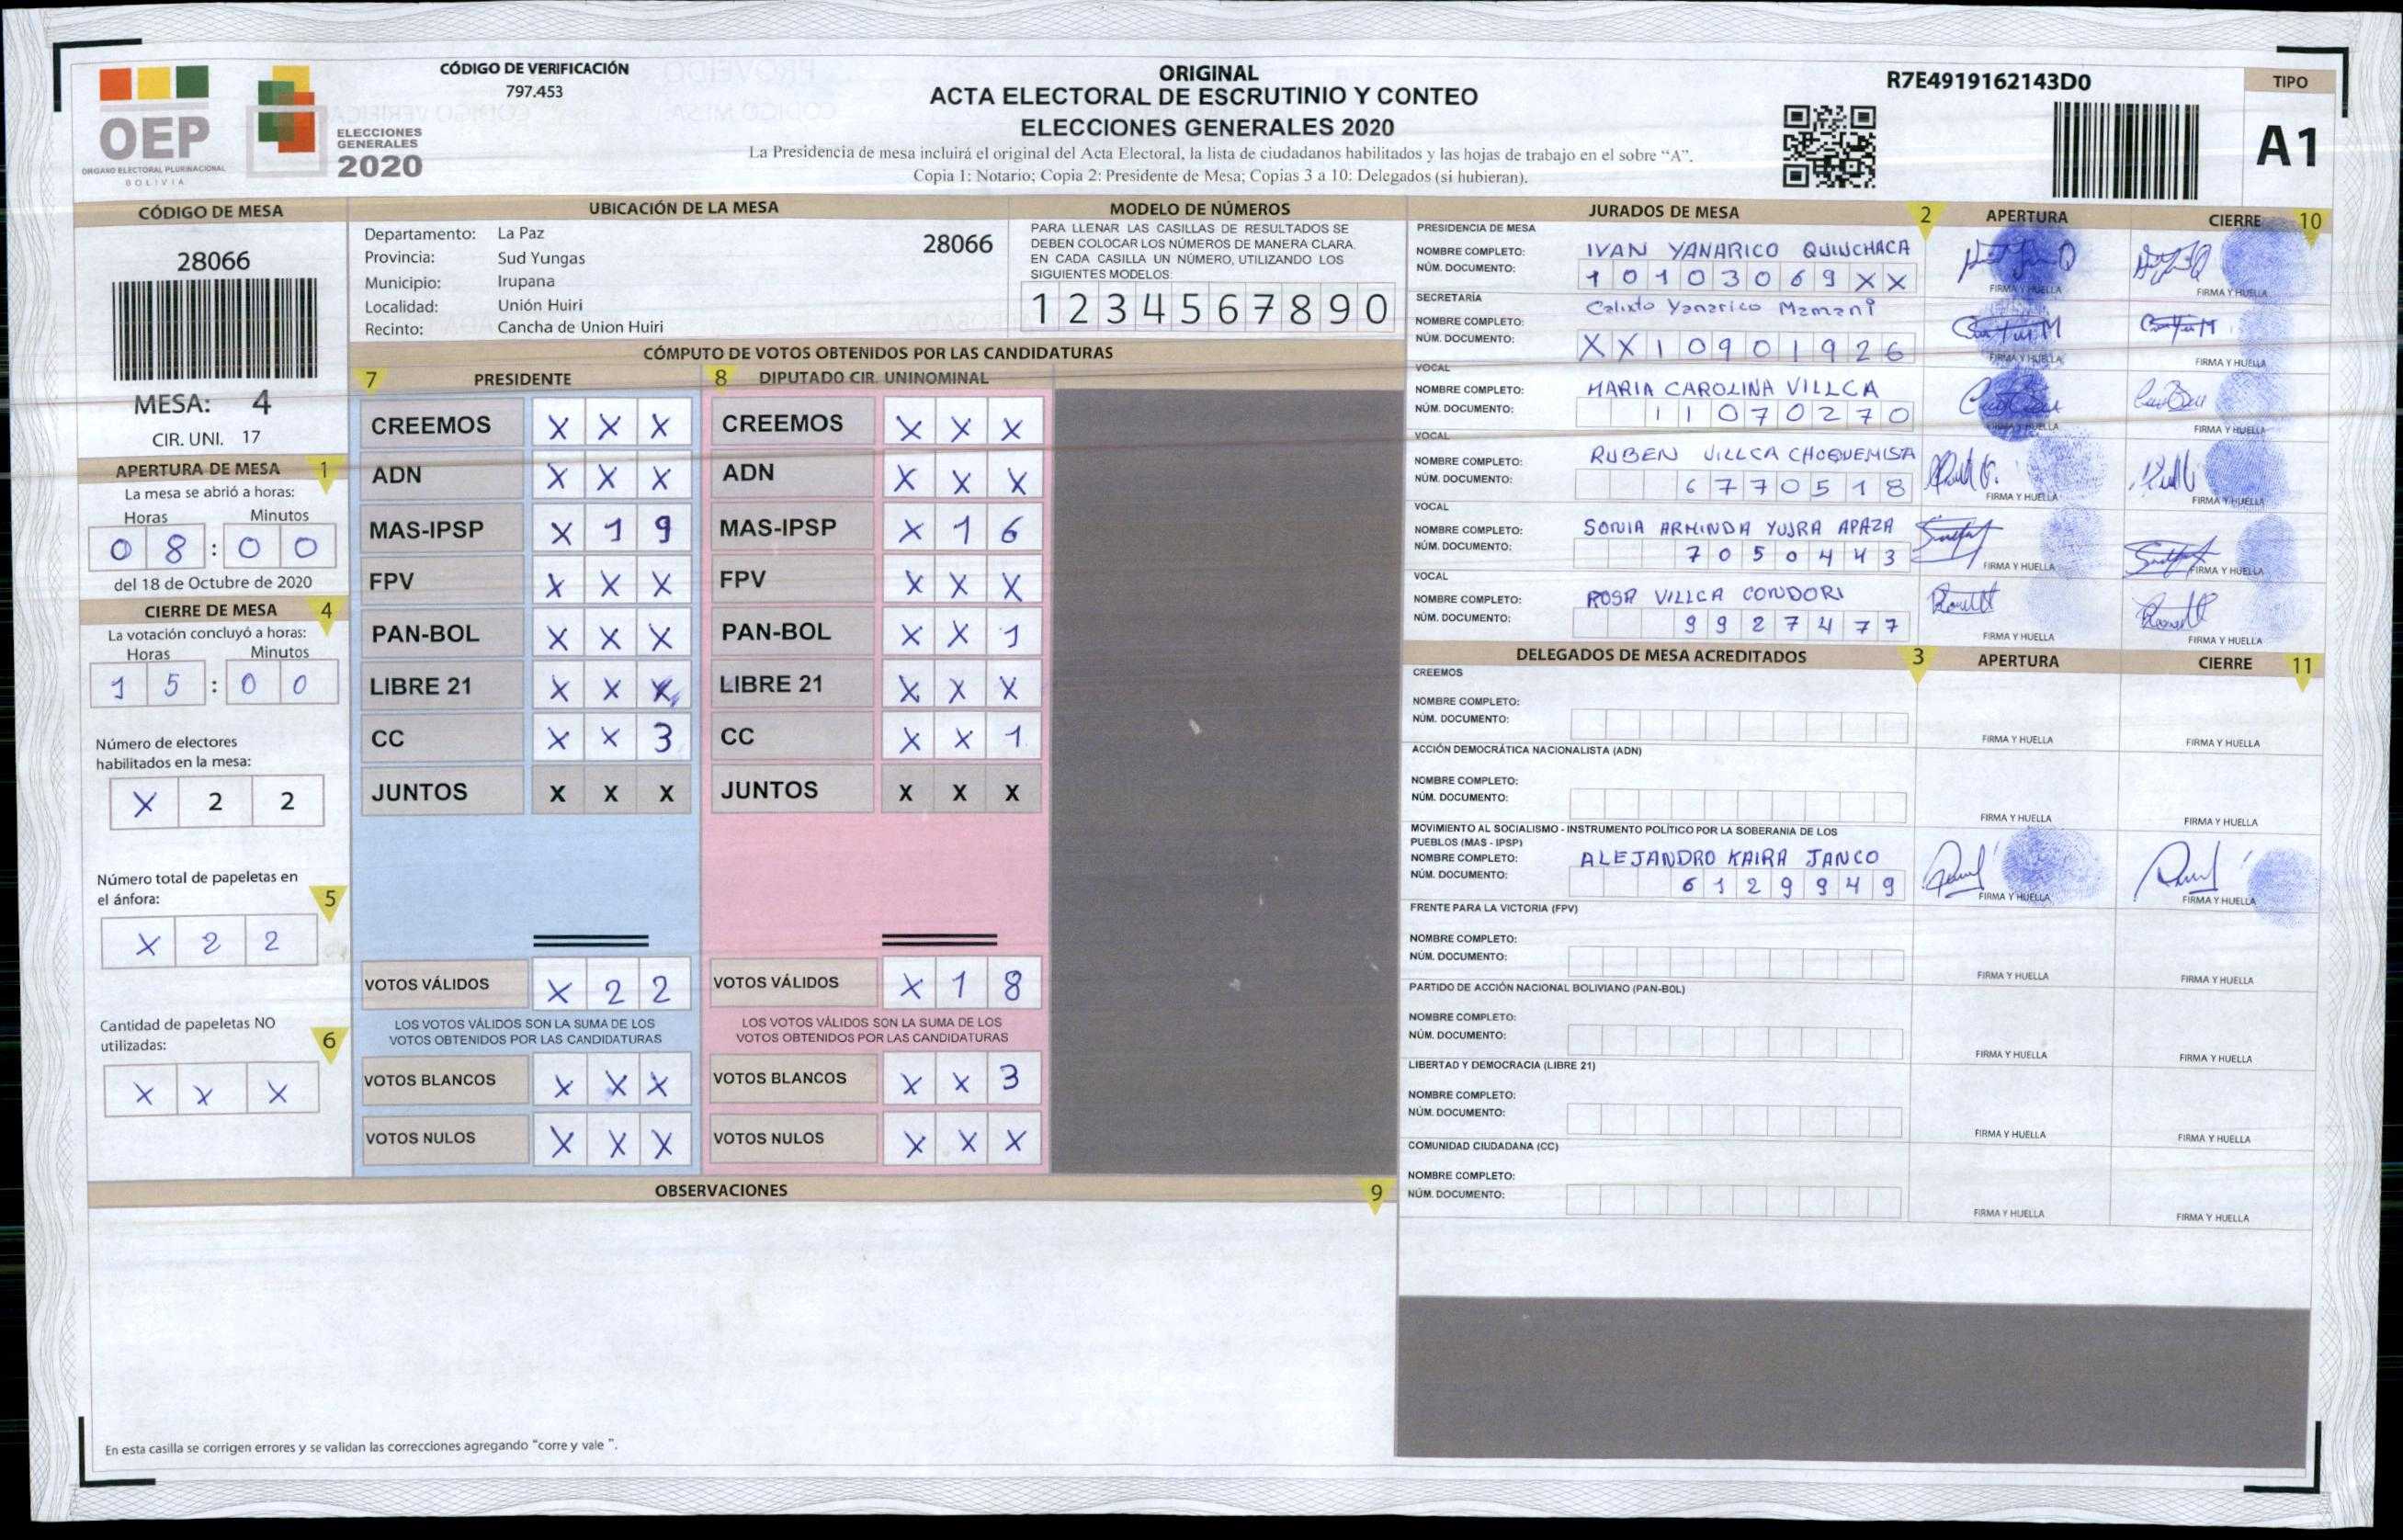 CÓDIGO DE VERIFICACIÓN
797.453
OEP
ÓRGANO ELECTORAL PLURINACIONAL
BOLIVIA
ELECCIONES
GENERALES
2020
ORIGINAL
ACTA ELECTORAL DE ESCRUTINIO Y CONTEO
ELECCIONES GENERALES 2020
La Presidencia de mesa incluirá el original del Acta Electoral, la lista de ciudadanos habilitados y las hojas de trabajo en el sobre "A".
Copia 1: Notario; Copia 2: Presidente de Mesa; Copias 3 a 10: Delegados (si hubieran).
R7E4919162143D0
TIPO
A1
CÓDIGO DE MESA
28066
MESA: 4
CIR. UNI. 17
APERTURA DE MESA 1
La mesa se abrió a horas:
Horas Minutos
0 8 : 0 0
del 18 de Octubre de 2020
CIERRE DE MESA 4
La votación concluyó a horas:
Horas Minutos
1 5 : 0 0
Número de electores
habilitados en la mesa:
X 2 2
Número total de papeletas en
el ánfora: 5
X 2 2
Cantidad de papeletas NO
utilizadas: 6
X X X
UBICACIÓN DE LA MESA
Departamento: La Paz 28066
Provincia: Sud Yungas
Municipio: Irupana
Localidad: Unión Huiri
Recinto: Cancha de Union Huiri
MODELO DE NÚMEROS
PARA LLENAR LAS CASILLAS DE RESULTADOS SE
DEBEN COLOCAR LOS NÚMEROS DE MANERA CLARA.
EN CADA CASILLA UN NÚMERO, UTILIZANDO LOS
SIGUIENTES MODELOS:
1 2 3 4 5 6 7 8 9 0
CÓMPUTO DE VOTOS OBTENIDOS POR LAS CANDIDATURAS
7 PRESIDENTE 8 DIPUTADO CIR. UNINOMINAL
CREEMOS X X X CREEMOS X X X
ADN X X X ADN X X X
MAS-IPSP X 1 9 MAS-IPSP X 1 6
FPV X X X FPV X X X
PAN-BOL X X X PAN-BOL X X 1
LIBRE 21 X X X LIBRE 21 X X X
CC X X 3 CC X X 1
JUNTOS X X X JUNTOS X X X
VOTOS VÁLIDOS X 2 2 VOTOS VÁLIDOS X 1 8
LOS VOTOS VÁLIDOS SON LA SUMA DE LOS LOS VOTOS VÁLIDOS SON LA SUMA DE LOS
VOTOS OBTENIDOS POR LAS CANDIDATURAS VOTOS OBTENIDOS POR LAS CANDIDATURAS
VOTOS BLANCOS X X X VOTOS BLANCOS X X 3
VOTOS NULOS X X X VOTOS NULOS X X X
OBSERVACIONES 9
En esta casilla se corrigen errores y se validan las correcciones agregando "corre y vale ".
JURADOS DE MESA 2 APERTURA CIERRE 10
PRESIDENCIA DE MESA
NOMBRE COMPLETO: IVAN YANARICO QUINCHACA
NÚM. DOCUMENTO: 1 0 1 0 3 0 6 9 X X
FIRMA Y HUELLA FIRMA Y HUELLA
SECRETARÍA
NOMBRE COMPLETO: Calixto Yanarico Mamani
NÚM. DOCUMENTO: X X 1 0 9 0 1 9 2 6
FIRMA Y HUELLA FIRMA Y HUELLA
VOCAL
NOMBRE COMPLETO: MARIA CAROLINA VILLCA
NÚM. DOCUMENTO: 1 1 0 7 0 2 7 0
FIRMA Y HUELLA FIRMA Y HUELLA
VOCAL
NOMBRE COMPLETO: RUBEN VILLCA CHOQUEMISA
NÚM. DOCUMENTO: 6 7 7 0 5 1 8
FIRMA Y HUELLA FIRMA Y HUELLA
VOCAL
NOMBRE COMPLETO: SONIA ARMINDA YUJRA APAZA
NÚM. DOCUMENTO: 7 0 5 0 4 4 3
FIRMA Y HUELLA FIRMA Y HUELLA
VOCAL
NOMBRE COMPLETO: ROSA VILLCA CONDORI
NÚM. DOCUMENTO: 9 9 2 7 4 7 7
FIRMA Y HUELLA FIRMA Y HUELLA
DELEGADOS DE MESA ACREDITADOS 3 APERTURA CIERRE 11
CREEMOS
NOMBRE COMPLETO:
NÚM. DOCUMENTO:
FIRMA Y HUELLA FIRMA Y HUELLA
ACCIÓN DEMOCRÁTICA NACIONALISTA (ADN)
NOMBRE COMPLETO:
NÚM. DOCUMENTO:
FIRMA Y HUELLA FIRMA Y HUELLA
MOVIMIENTO AL SOCIALISMO - INSTRUMENTO POLÍTICO POR LA SOBERANIA DE LOS
PUEBLOS (MAS - IPSP)
NOMBRE COMPLETO: ALEJANDRO KAIRA JANCO
NÚM. DOCUMENTO: 6 1 2 9 9 4 9
FIRMA Y HUELLA FIRMA Y HUELLA
FRENTE PARA LA VICTORIA (FPV)
NOMBRE COMPLETO:
NÚM. DOCUMENTO:
FIRMA Y HUELLA FIRMA Y HUELLA
PARTIDO DE ACCIÓN NACIONAL BOLIVIANO (PAN-BOL)
NOMBRE COMPLETO:
NÚM. DOCUMENTO:
FIRMA Y HUELLA FIRMA Y HUELLA
LIBERTAD Y DEMOCRACIA (LIBRE 21)
NOMBRE COMPLETO:
NÚM. DOCUMENTO:
FIRMA Y HUELLA FIRMA Y HUELLA
COMUNIDAD CIUDADANA (CC)
NOMBRE COMPLETO:
NÚM. DOCUMENTO:
FIRMA Y HUELLA FIRMA Y HUELLA